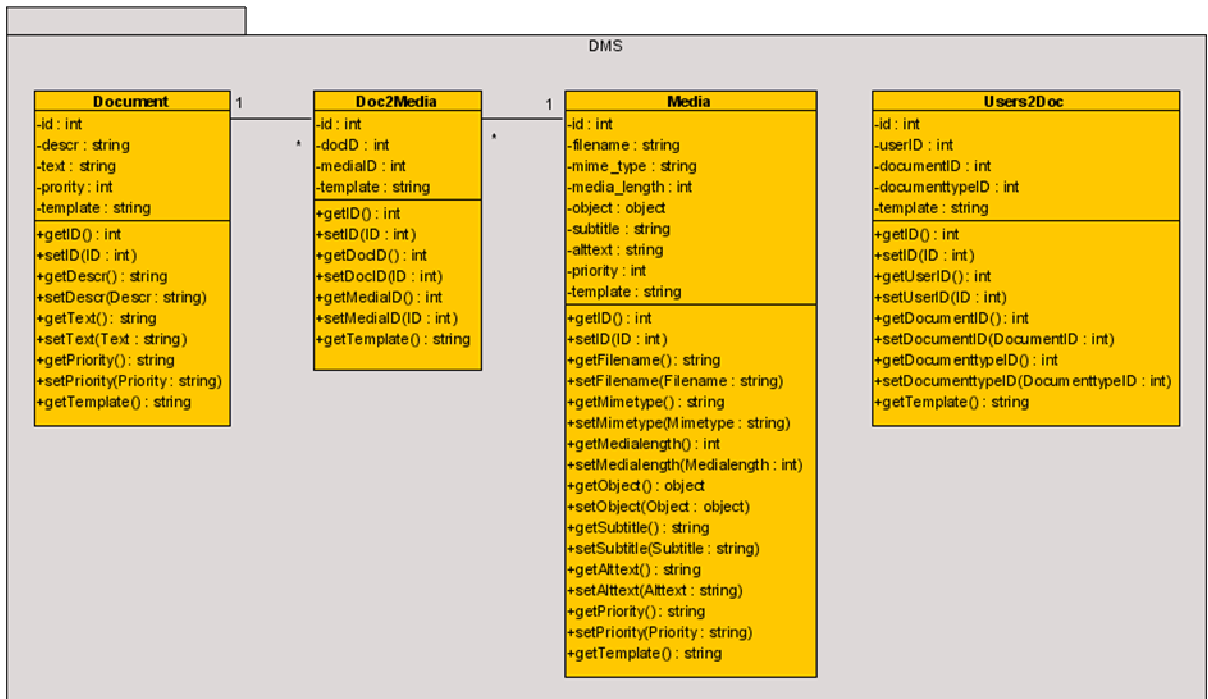 DMS
Document
-id : int
-descr : string
-text : string
-prority : int
-template : string
+getID() : int
+setID(ID : int)
+getDescr() : string
+setDescr(Descr : string)
+getText() : string
+setText(Text : string)
+getPriority() : string
+setPriority(Priority : string)
+getTemplate() : string
1
*
Doc2Media
-id : int
-docID : int
-mediaID : int
-template : string
+getID() : int
+setID(ID : int)
+getDocID() : int
+setDocID(ID : int)
+getMediaID() : int
+setMediaID(ID : int)
+getTemplate() : string
1
*
Media
-id : int
-filename : string
-mime_type : string
-media_length : int
-object : object
-subtitle : string
-alttext : string
-priority : int
-template : string
+getID() : int
+setID(ID : int)
+getFilename() : string
+setFilename(Filename : string)
+getMimetype() : string
+setMimetype(Mimetype : string)
+getMedialength() : int
+setMedialength(Medialength : int)
+getObject() : object
+setObject(Object : object)
+getSubtitle() : string
+setSubtitle(Subtitle : string)
+getAlttext() : string
+setAlttext(Alttext : string)
+getPriority() : string
+setPriority(Priority : string)
+getTemplate() : string
Users2Doc
-id : int
-userID : int
-documentID : int
-documenttypeID : int
-template : string
+getID() : int
+setID(ID : int)
+getUserID() : int
+setUserID(ID : int)
+getDocumentID() : int
+setDocumentID(DocumentID : int)
+getDocumenttypeID() : int
+setDocumenttypeID(DocumenttypeID : int)
+getTemplate() : string